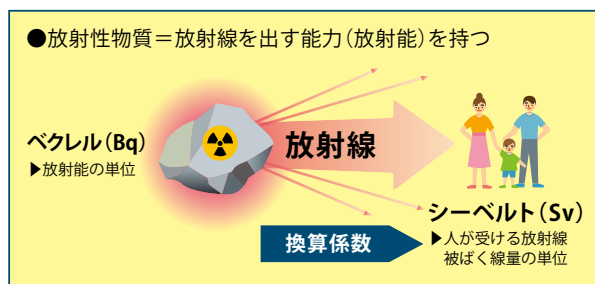 ●放射性物質＝放射線を出す能力（放射能）を持つ
ベクレル（Bq）
▶放射能の単位
放射線
換算係数
シーベルト（Sv）
▶人が受ける放射線
被ばく線量の単位